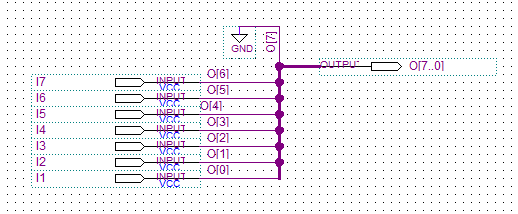 GND
O[7]
OUTPUT
O[7..0]
I7 INPUT VCC O[6]
I6 INPUT VCC O[5]
I5 INPUT VCC O[4]
I4 INPUT VCC O[3]
I3 INPUT VCC O[2]
I2 INPUT VCC O[1]
I1 INPUT VCC O[0]